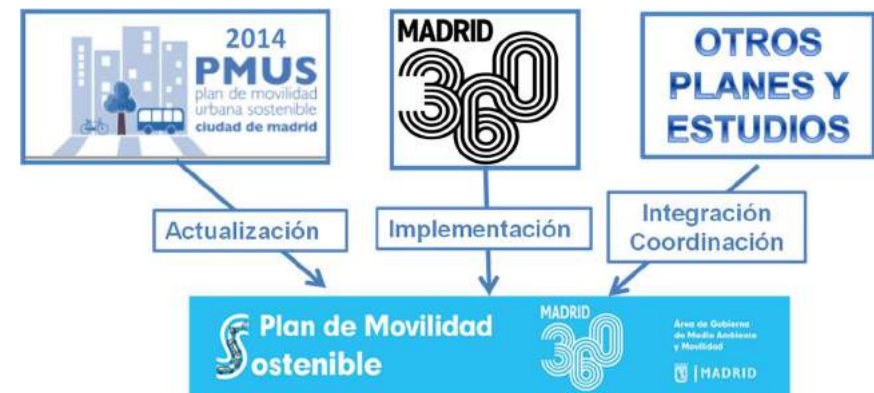 2014
PMUS
plan de movilidad
urbana sostenible
ciudad de madrid
MADRID
360
OTROS
PLANES Y
ESTUDIOS
Actualización
Implementación
Integración
Coordinación
Plan de Movilidad
Sostenible
MADRID
360
Área de Gobierno
de Medio Ambiente
y Movilidad
MADRID